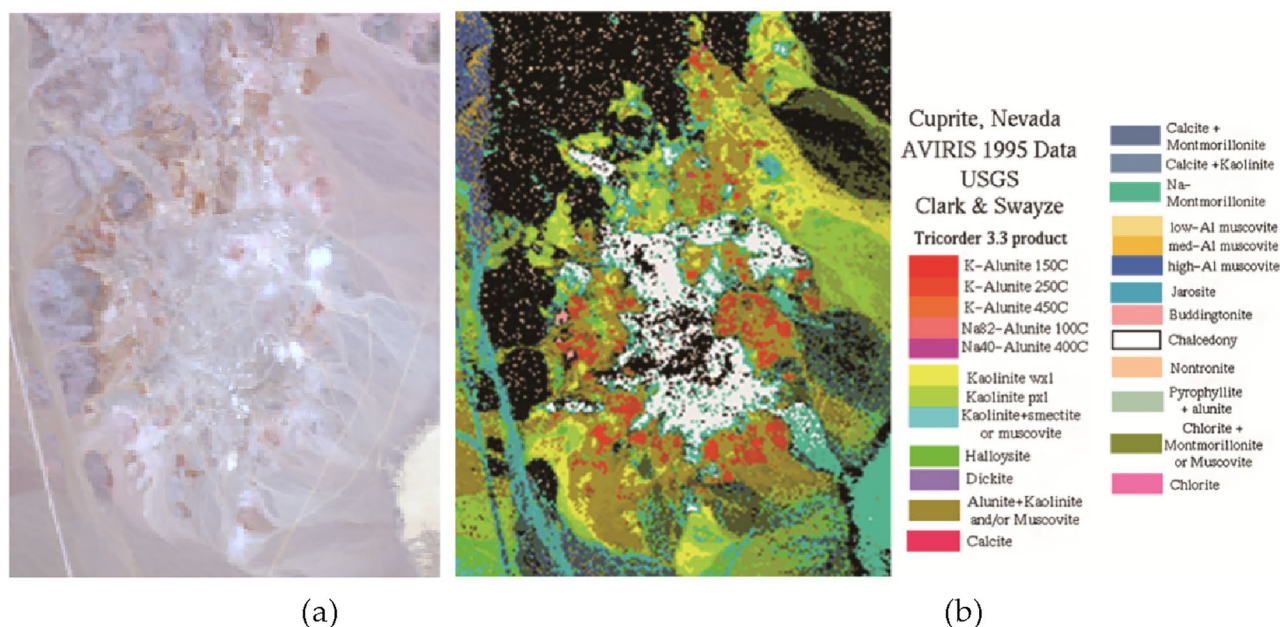 Cuprite, Nevada
AVIRIS 1995 Data
USGS
Clark & Swayze
Tricorder 3.3 product
K-Alunite 150C
K-Alunite 250C
K-Alunite 450C
Na82-Alunite 100C
Na40-Alunite 400C
Kaolinite wxl
Kaolinite pxl
Kaolinite+smectite
or muscovite
Halloysite
Dickite
Alunite+Kaolinite
and/or Muscovite
Calcite
Calcite +
Montmorillonite
Calcite +Kaolinite
Na-
Montmorillonite
low-Al muscovite
med-Al muscovite
high-Al muscovite
Jarosite
Buddingtonite
Chalcedony
Nontronite
Pyrophyllite
+ alunite
Chlorite +
Montmorillonite
or Muscovite
Chlorite
(a)
(b)